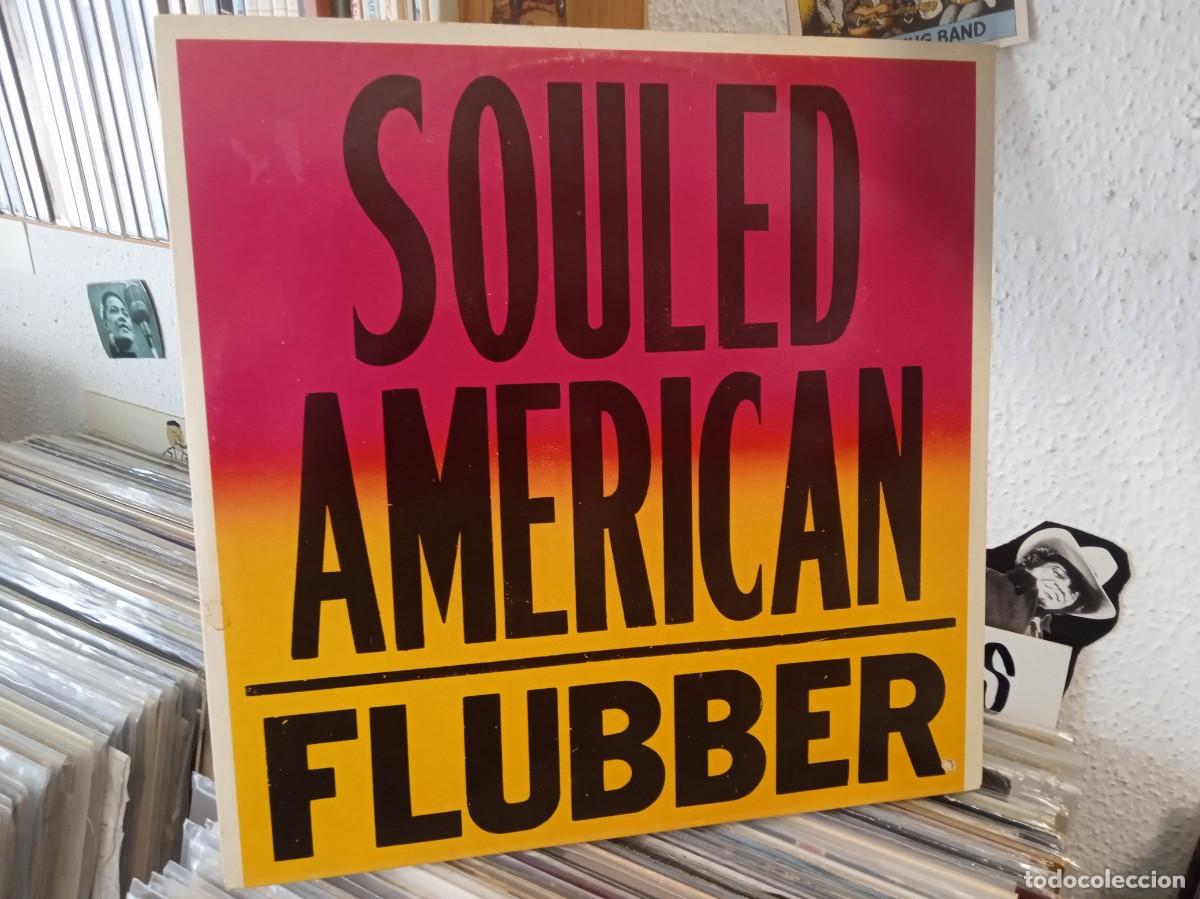 BAND
SOULED
AMERICAN
FLUBBER
S
todocoleccion